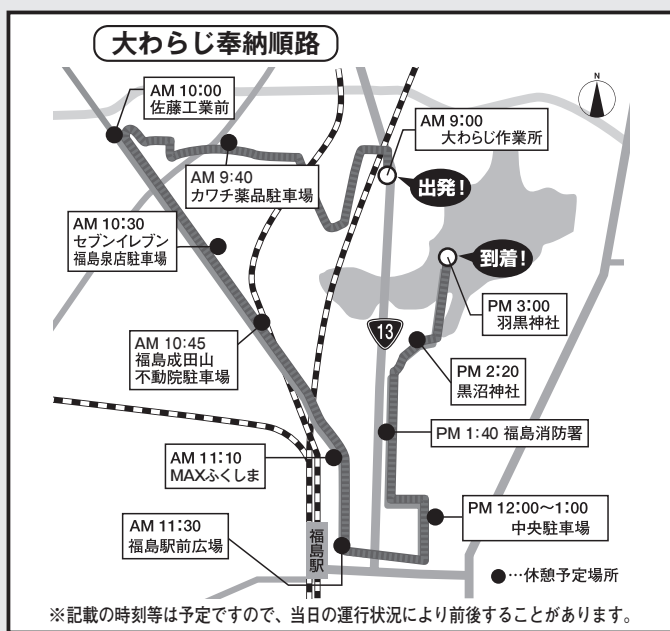 大わらじ奉納順路
N
AM 10:00
佐藤工業前
AM 9:00
大わらじ作業所
出発!
AM 9:40
カワチ薬品駐車場
AM 10:30
セブンイレブン
福島泉店駐車場
到着!
PM 3:00
羽黒神社
13
AM 10:45
福島成田山
不動院駐車場
PM 2:20
黒沼神社
PM 1:40 福島消防署
AM 11:10
MAXふくしま
PM 12:00〜1:00
中央駐車場
AM 11:30
福島駅前広場
福島駅
●…休憩予定場所
※記載の時刻等は予定ですので、当日の運行状況により前後することがあります。